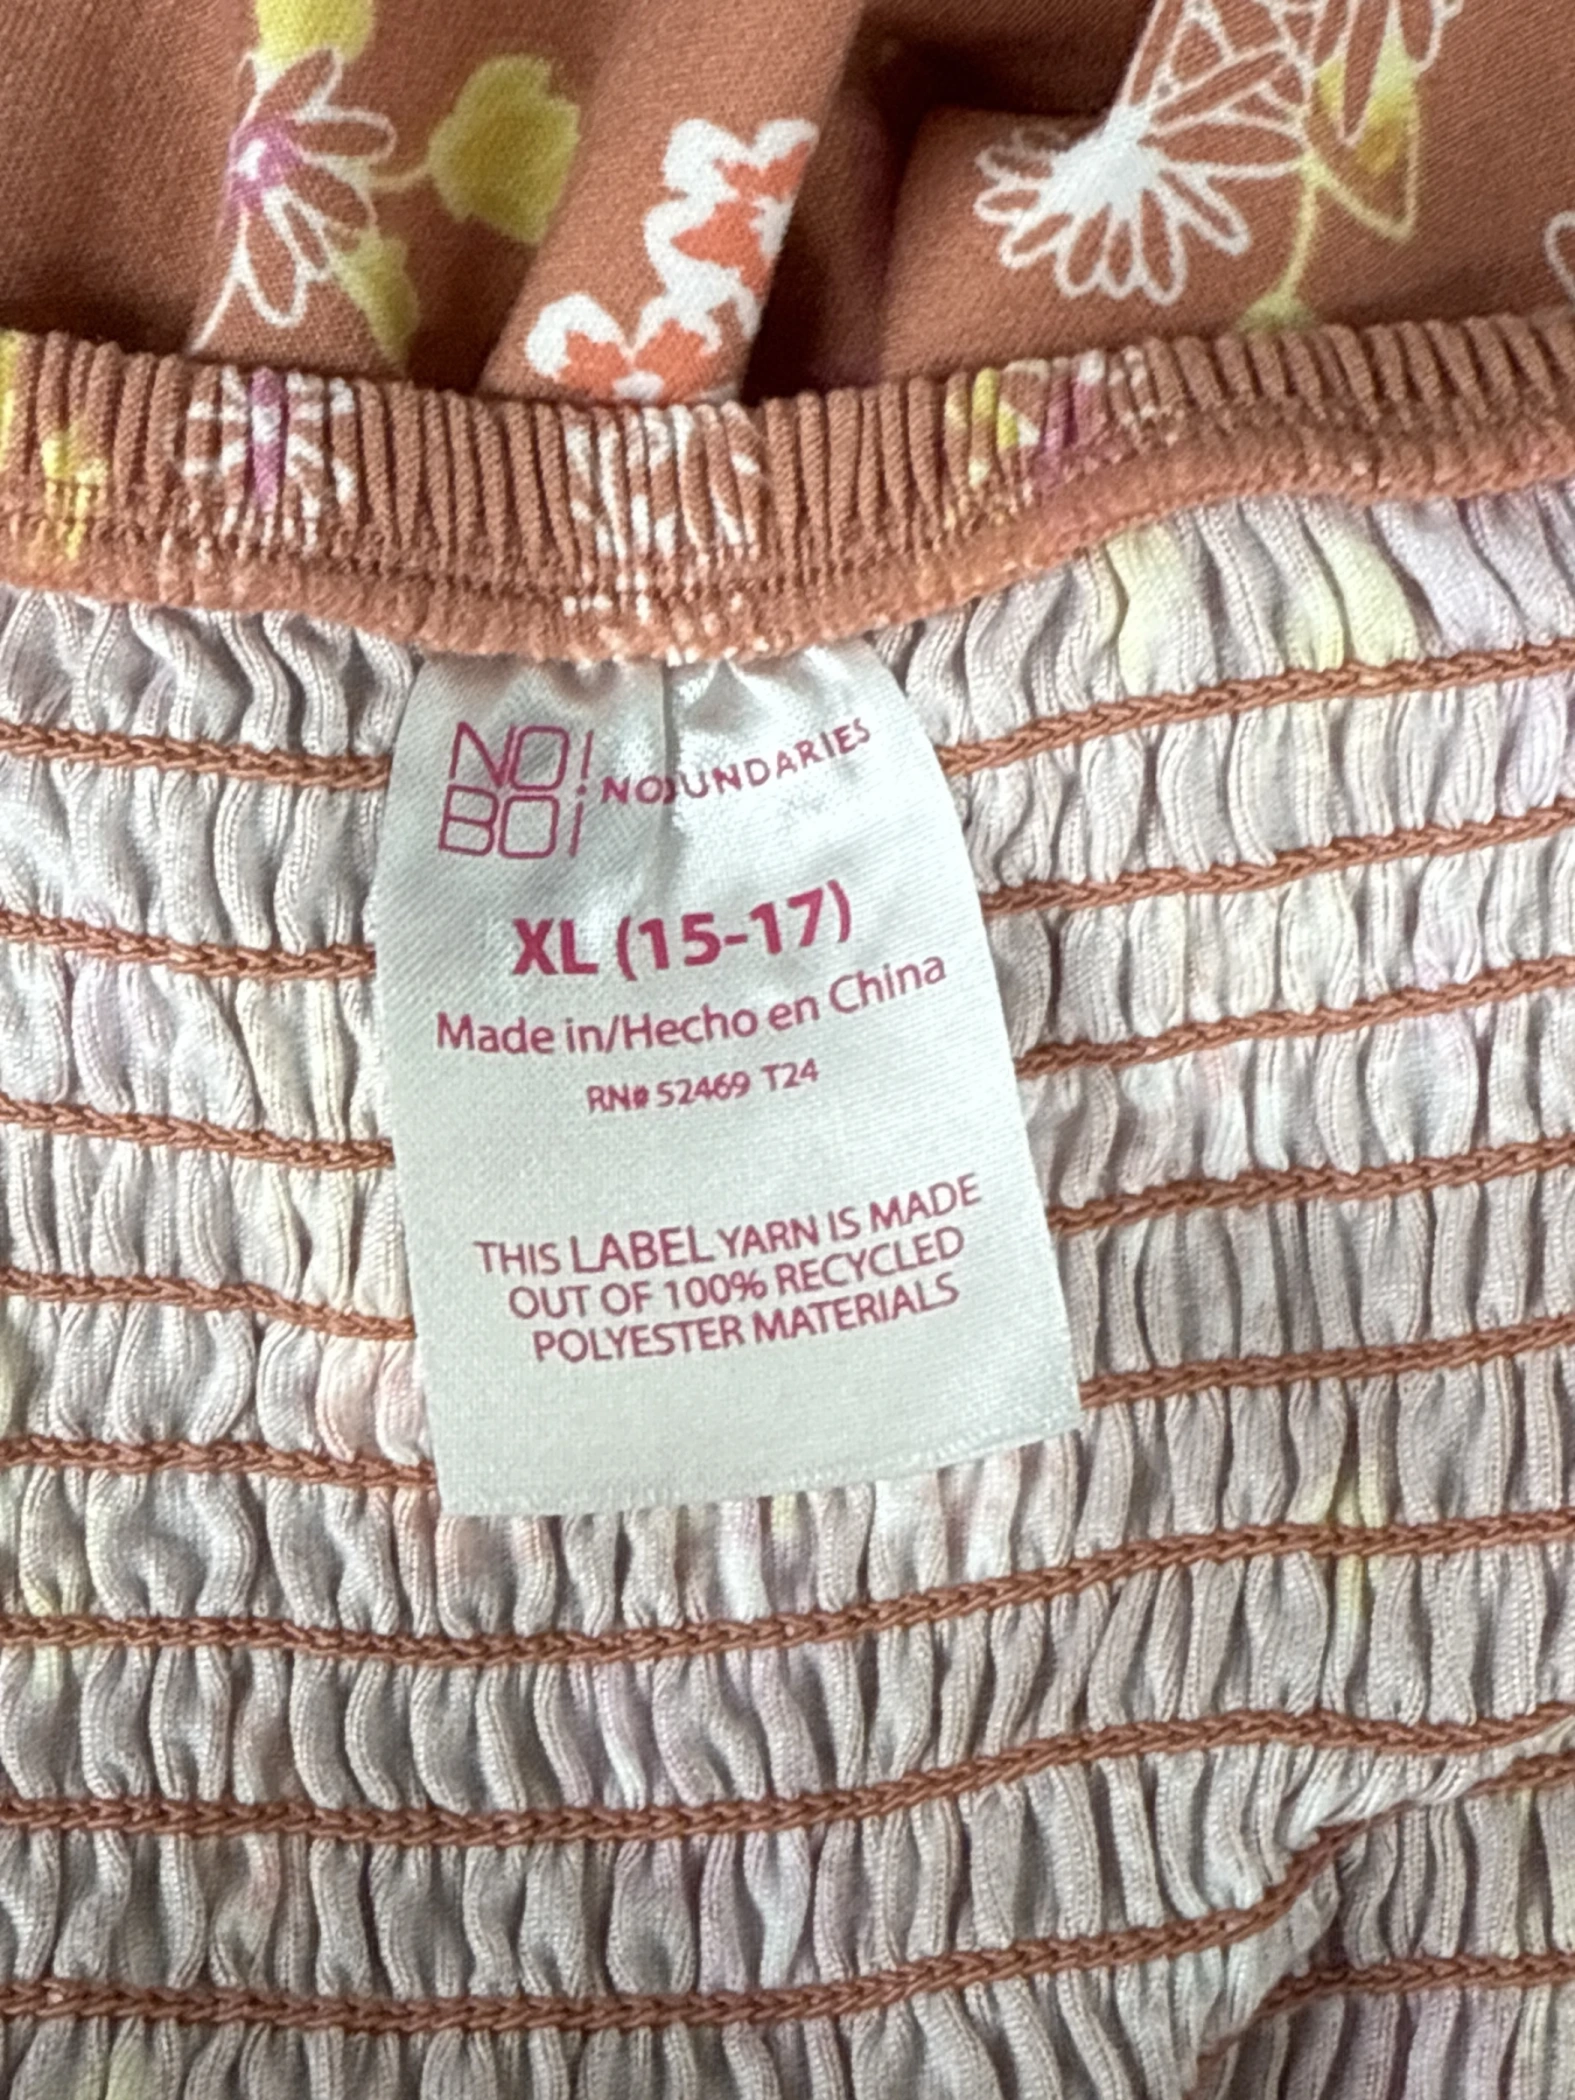 NO!
BO¡
XL (15-17)
Made in/Hecho en China
RN# 52469 T24
THIS LABEL YARN IS MADE
OUT OF 100% RECYCLED
POLYESTER MATERIALS